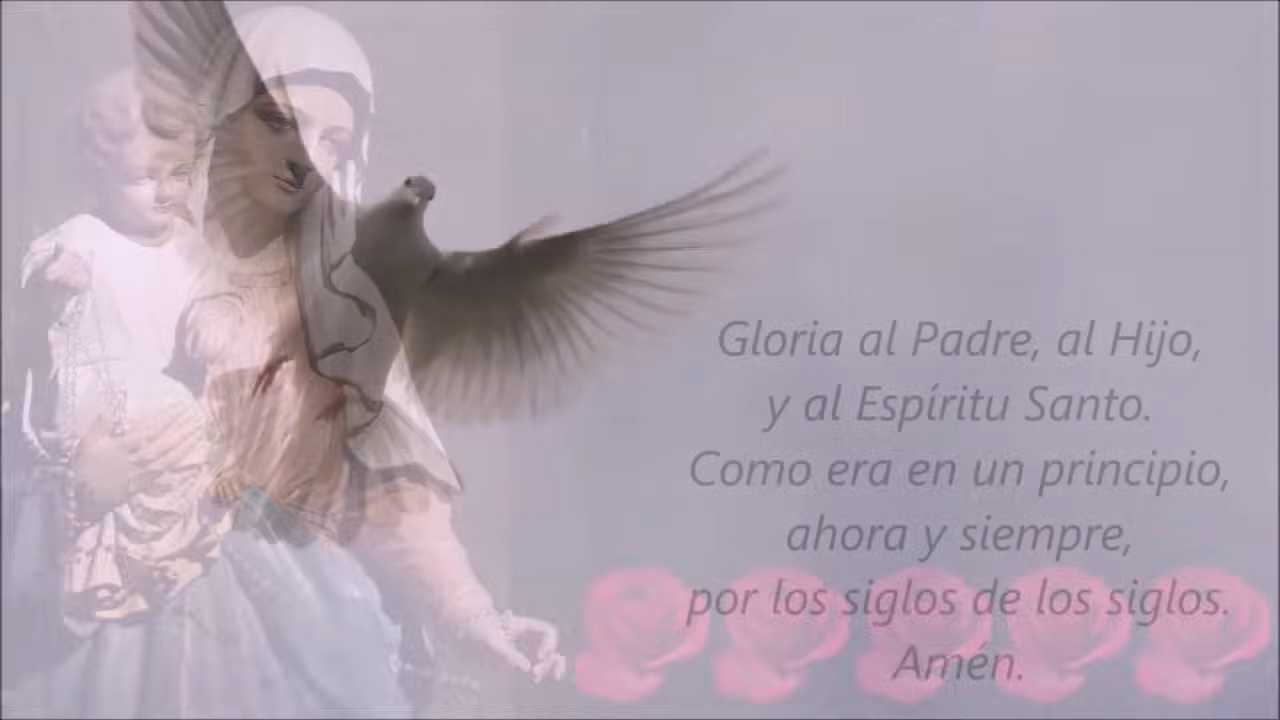 Gloria al Padre, al Hijo,
y al Espíritu Santo.
Como era en un principio,
ahora y siempre,
por los siglos de los siglos.
Amén.